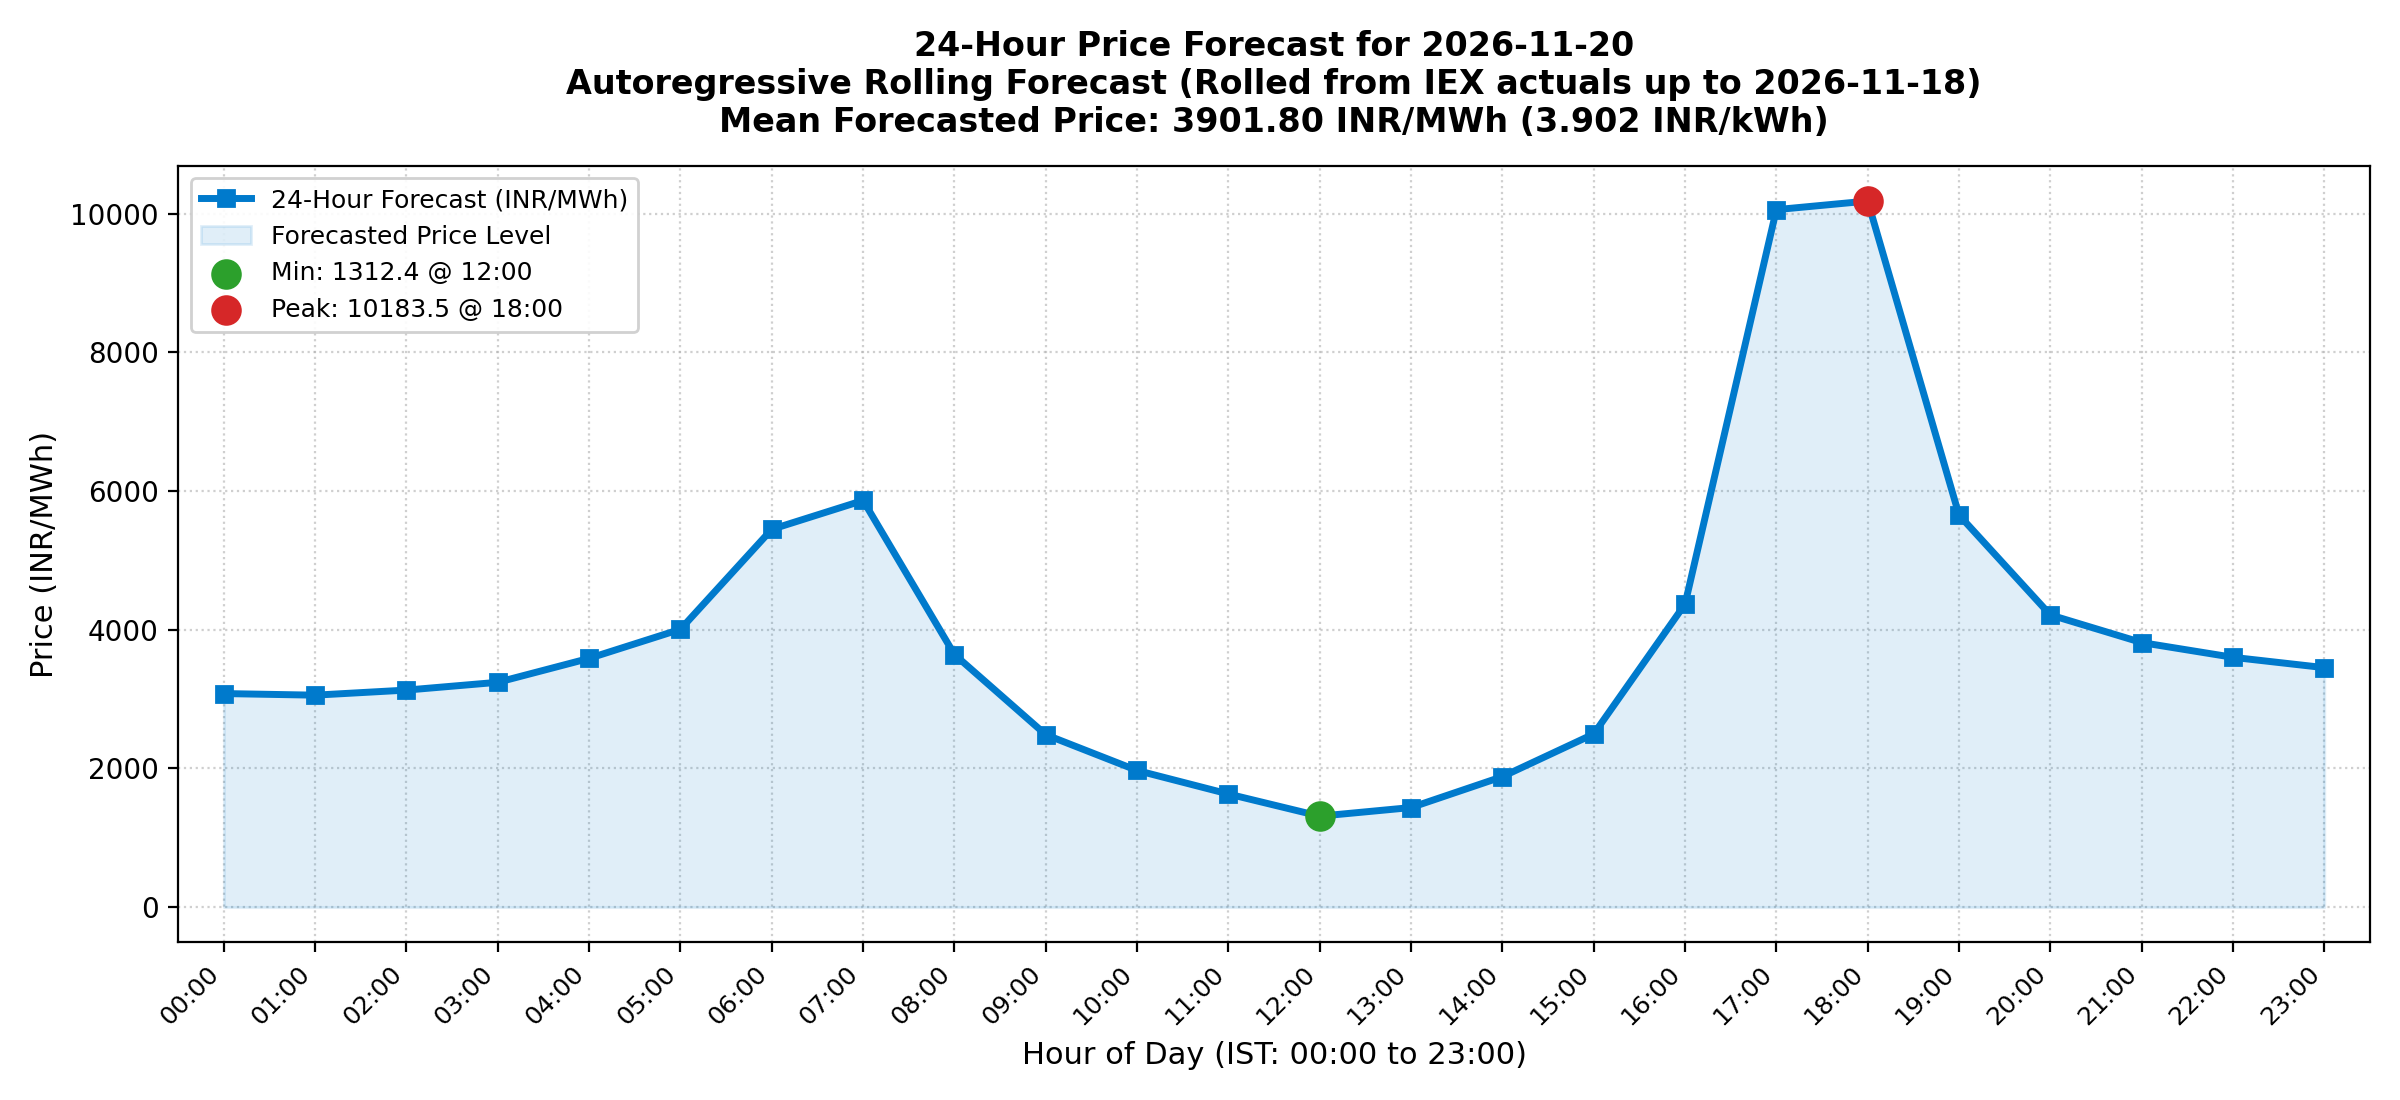 24-Hour Price Forecast for 2026-11-20
Autoregressive Rolling Forecast (Rolled from IEX actuals up to 2026-11-18)
Mean Forecasted Price: 3901.80 INR/MWh (3.902 INR/kWh)
24-Hour Forecast (INR/MWh)
Forecasted Price Level
Min: 1312.4 @ 12:00
Peak: 10183.5 @ 18:00
Price (INR/MWh)
10000
8000
6000
4000
2000
0
00:00 01:00 02:00 03:00 04:00 05:00 06:00 07:00 08:00 09:00 10:00 11:00 12:00 13:00 14:00 15:00 16:00 17:00 18:00 19:00 20:00 21:00 22:00 23:00
Hour of Day (IST: 00:00 to 23:00)